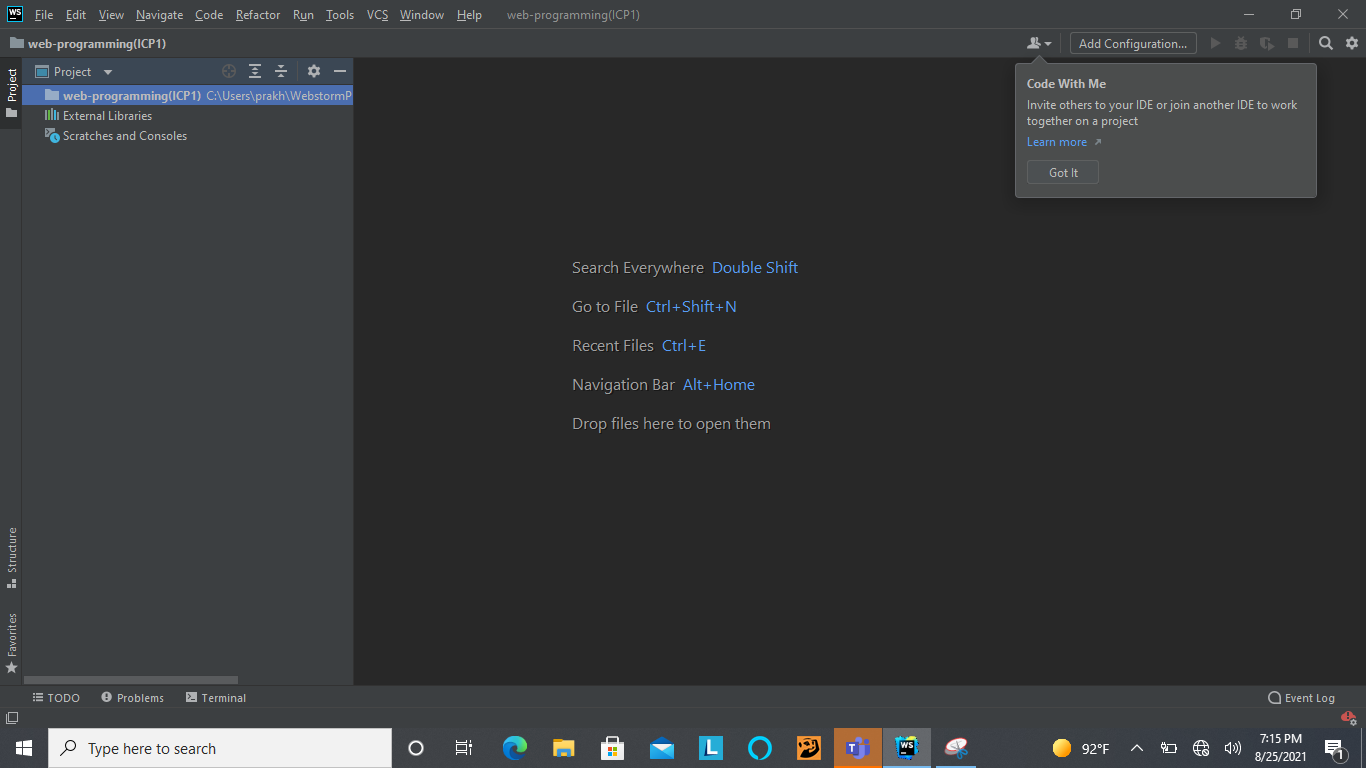 WS File Edit View Navigate Code Refactor Run Tools VCS Window Help web-programming(ICP1)
web-programming(ICP1) Add Configuration...
Project
Project
web-programming(ICP1) C:\Users\prakh\WebstormP
External Libraries
Scratches and Consoles
Code With Me
Invite others to your IDE or join another IDE to work
together on a project
Learn more
Got It
Search Everywhere Double Shift
Go to File Ctrl+Shift+N
Recent Files Ctrl+E
Navigation Bar Alt+Home
Drop files here to open them
Structure
Favorites
TODO Problems Terminal Event Log
Type here to search
L
WS
92°F
7:15 PM
8/25/2021
1